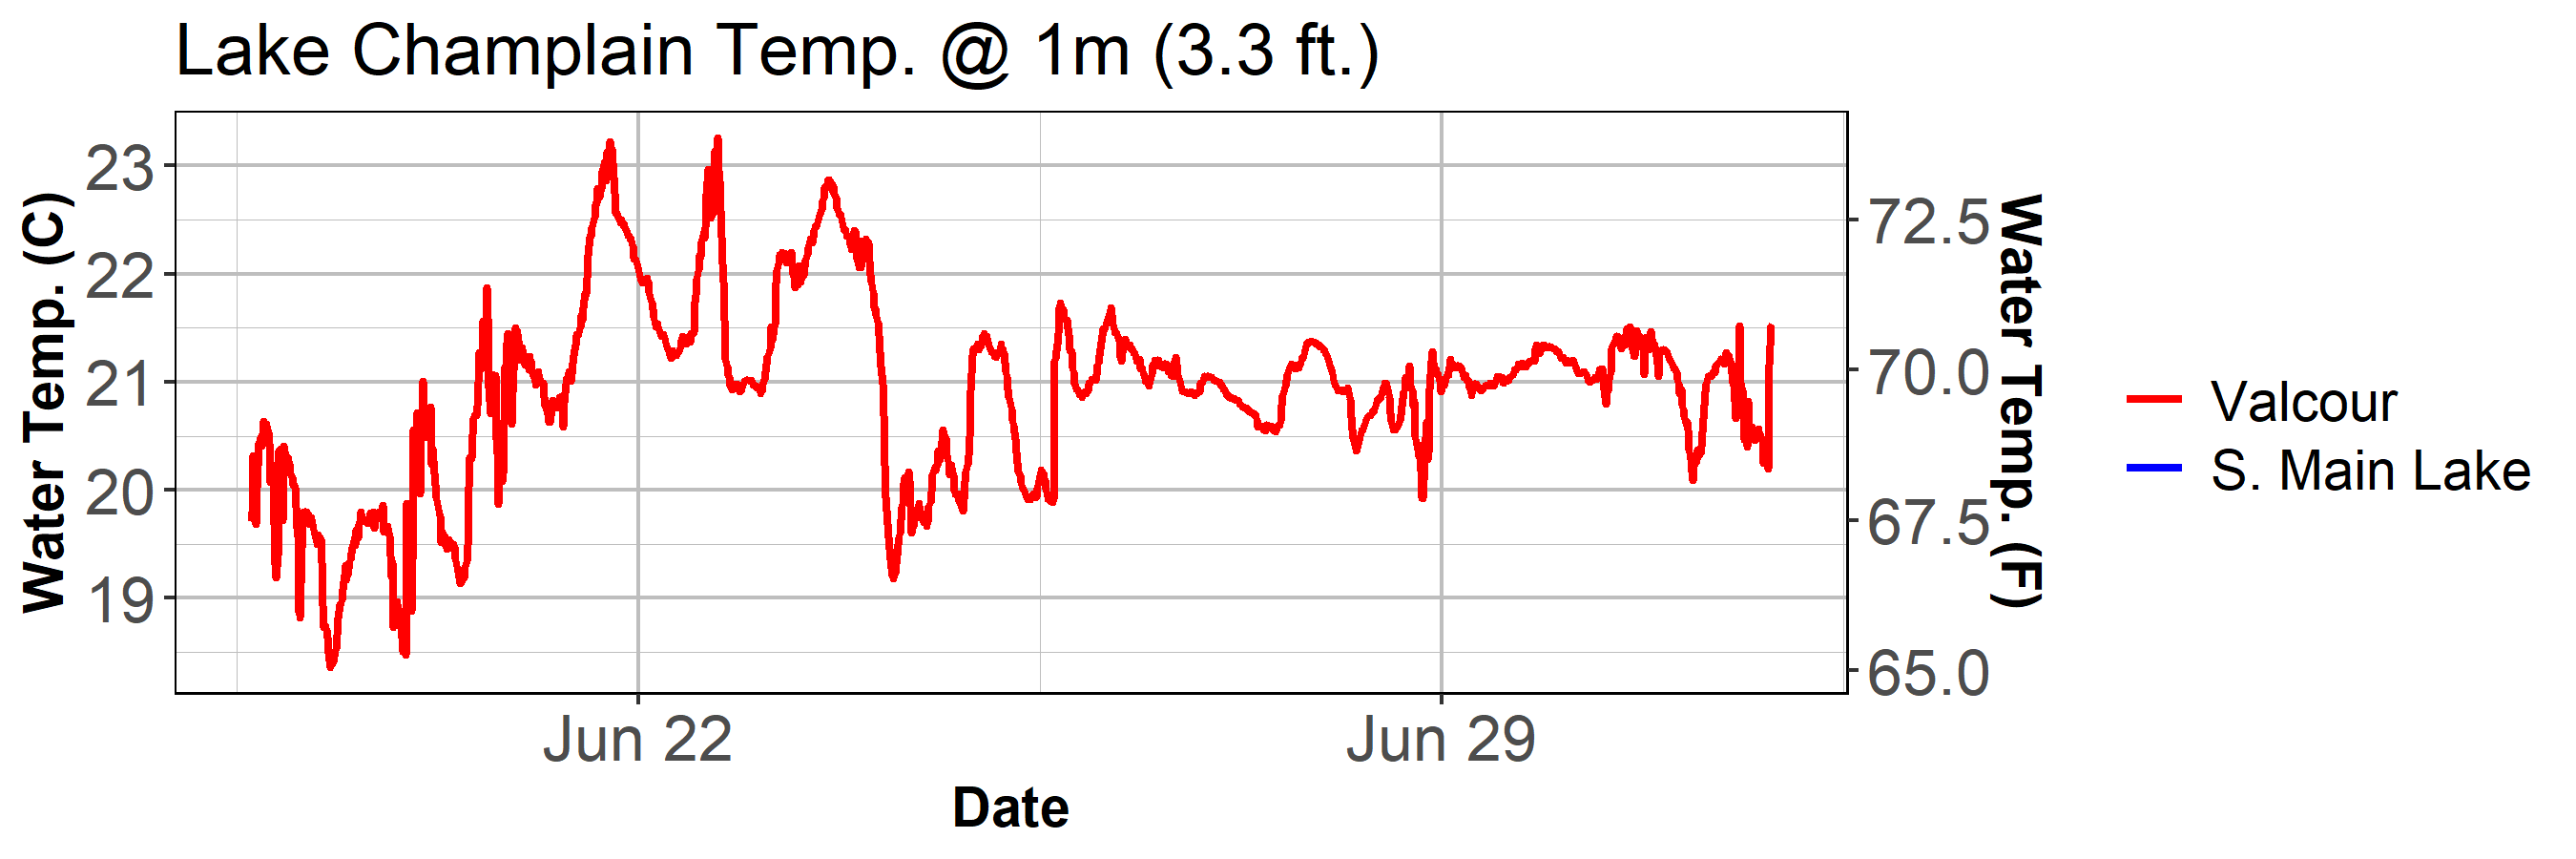 Lake Champlain Temp. @ 1m (3.3 ft.)
Water Temp. (C)
23
22
21
20
19
72.5
70.0
67.5
65.0
Water Temp. (F)
Jun 22
Jun 29
Date
Valcour
S. Main Lake